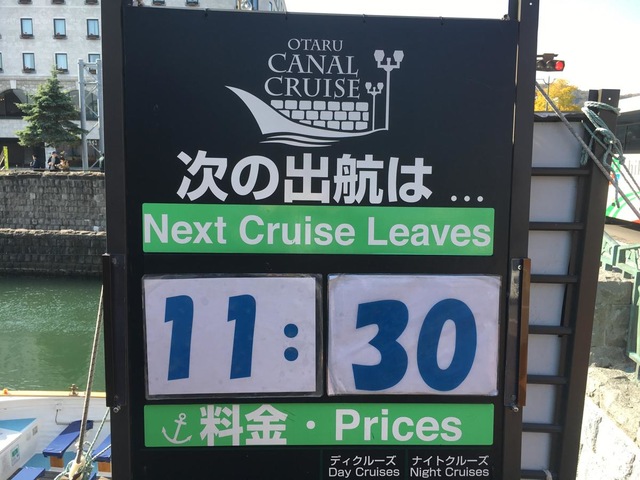 OTARU
CANAL
CRUISE
次の出航は ...
Next Cruise Leaves
11:30
料金・Prices
デイクルーズ ナイトクルーズ
Day Cruises Night Cruises